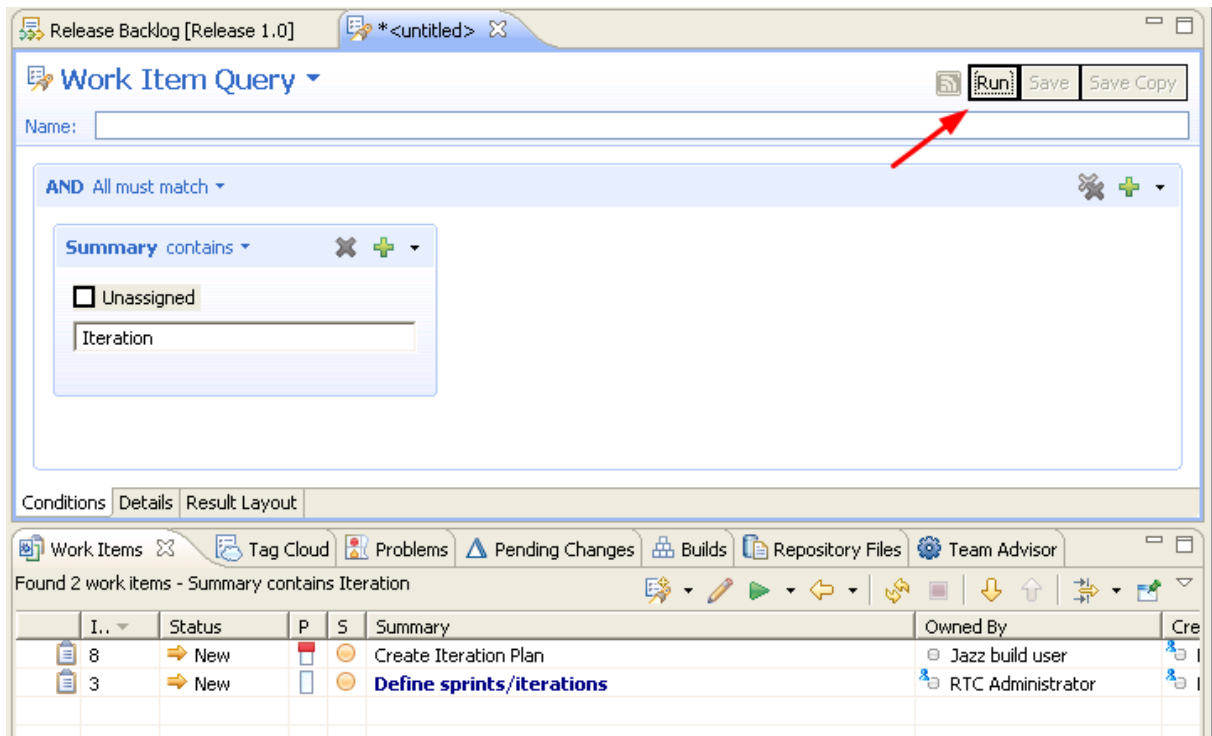 Release Backlog [Release 1.0] *<untitled>
Work Item Query Run Save Save Copy
Name:
AND All must match
Summary contains
Unassigned
Iteration
Conditions Details Result Layout
Work Items Tag Cloud Problems Pending Changes Builds Repository Files Team Advisor
Found 2 work items - Summary contains Iteration
I.. Status P S Summary Owned By Cre
8 New Create Iteration Plan Jazz build user
3 New Define sprints/iterations RTC Administrator